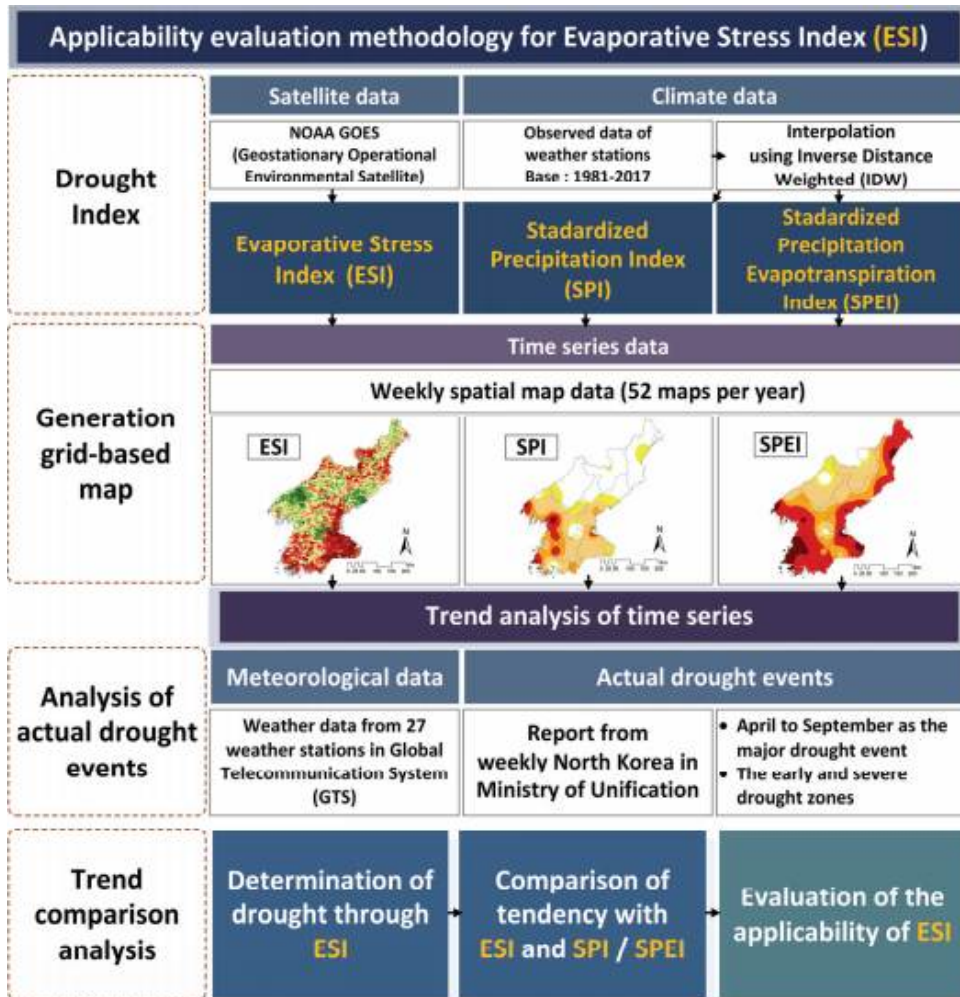 Applicability evaluation methodology for Evaporative Stress Index (ESI)
Drought
Index
Satellite data
Climate data
NOAA GOES
(Geostationary Operational
Environmental Satellite)
Observed data of
weather stations
Base : 1981-2017
Interpolation
using Inverse Distance
Weighted (IDW)
Evaporative Stress
Index (ESI)
Stadardized
Precipitation Index
(SPI)
Stadardized
Precipitation
Evapotranspiration
Index (SPEI)
Generation
grid-based
map
Time series data
Weekly spatial map data (52 maps per year)
ESI
SPI
SPEI
N
N
N
Trend analysis of time series
Analysis of
actual drought
events
Meteorological data
Actual drought events
Weather data from 27
weather stations in Global
Telecommunication System
(GTS)
Report from
weekly North Korea in
Ministry of Unification
• April to September as the
major drought event
• The early and severe
drought zones
Trend
comparison
analysis
Determination of
drought through
ESI
Comparison of
tendency with
ESI and SPI / SPEI
Evaluation of the
applicability of ESI